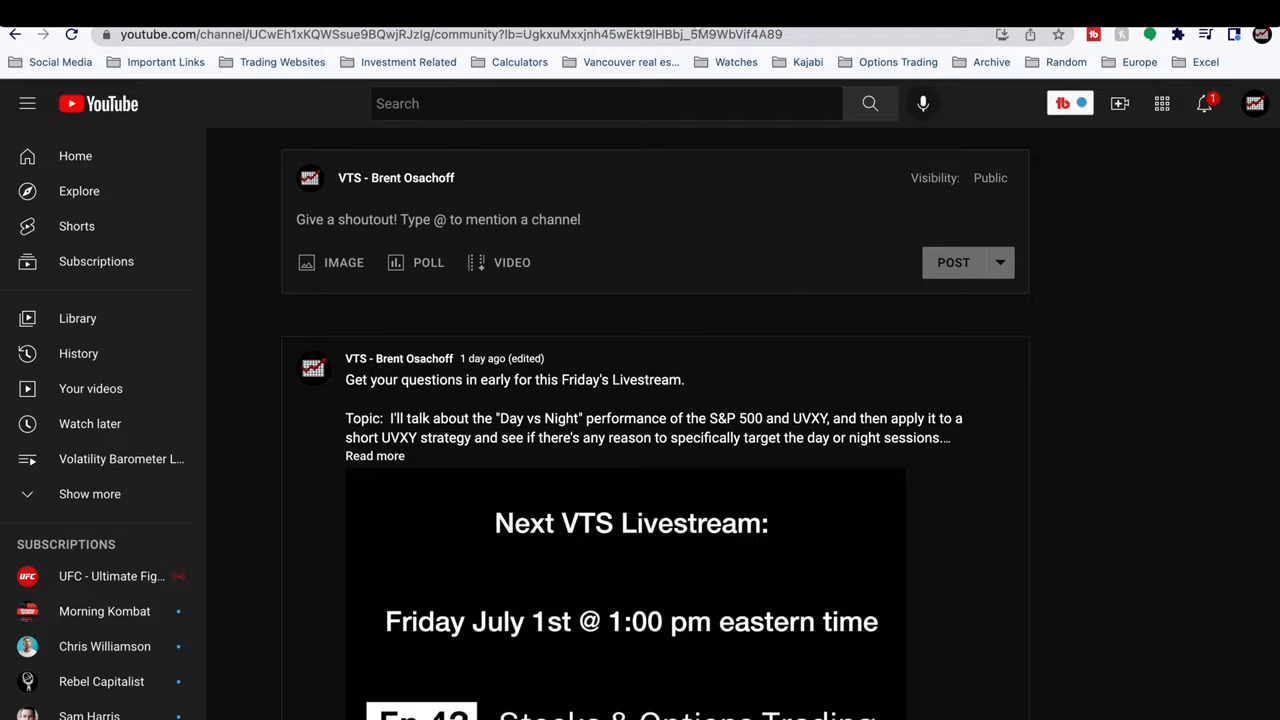 youtube.com/channel/UCwEh1xKQWSsue9BQwjRJzIg/community?lb=UgkxuMxxjnh45wEkt9lHBbj_5M9WbVif4A89
Social Media
Important Links
Trading Websites
Investment Related
Calculators
Vancouver real es...
Watches
Kajabi
Options Trading
Archive
Random
Europe
Excel
YouTube
Search
1
Home
Explore
Shorts
Subscriptions
Library
History
Your videos
Watch later
Volatility Barometer L...
Show more
SUBSCRIPTIONS
UFC - Ultimate Fig...
Morning Kombat
Chris Williamson
Rebel Capitalist
Sam Harris
VTS - Brent Osachoff
Visibility: Public
Give a shoutout! Type @ to mention a channel
IMAGE
POLL
VIDEO
POST
VTS - Brent Osachoff 1 day ago (edited)
Get your questions in early for this Friday's Livestream.
Topic: I'll talk about the "Day vs Night" performance of the S&P 500 and UVXY, and then apply it to a
short UVXY strategy and see if there's any reason to specifically target the day or night sessions...
Read more
Next VTS Livestream:
Friday July 1st @ 1:00 pm eastern time
Ep 42 Stocks & Options Trading